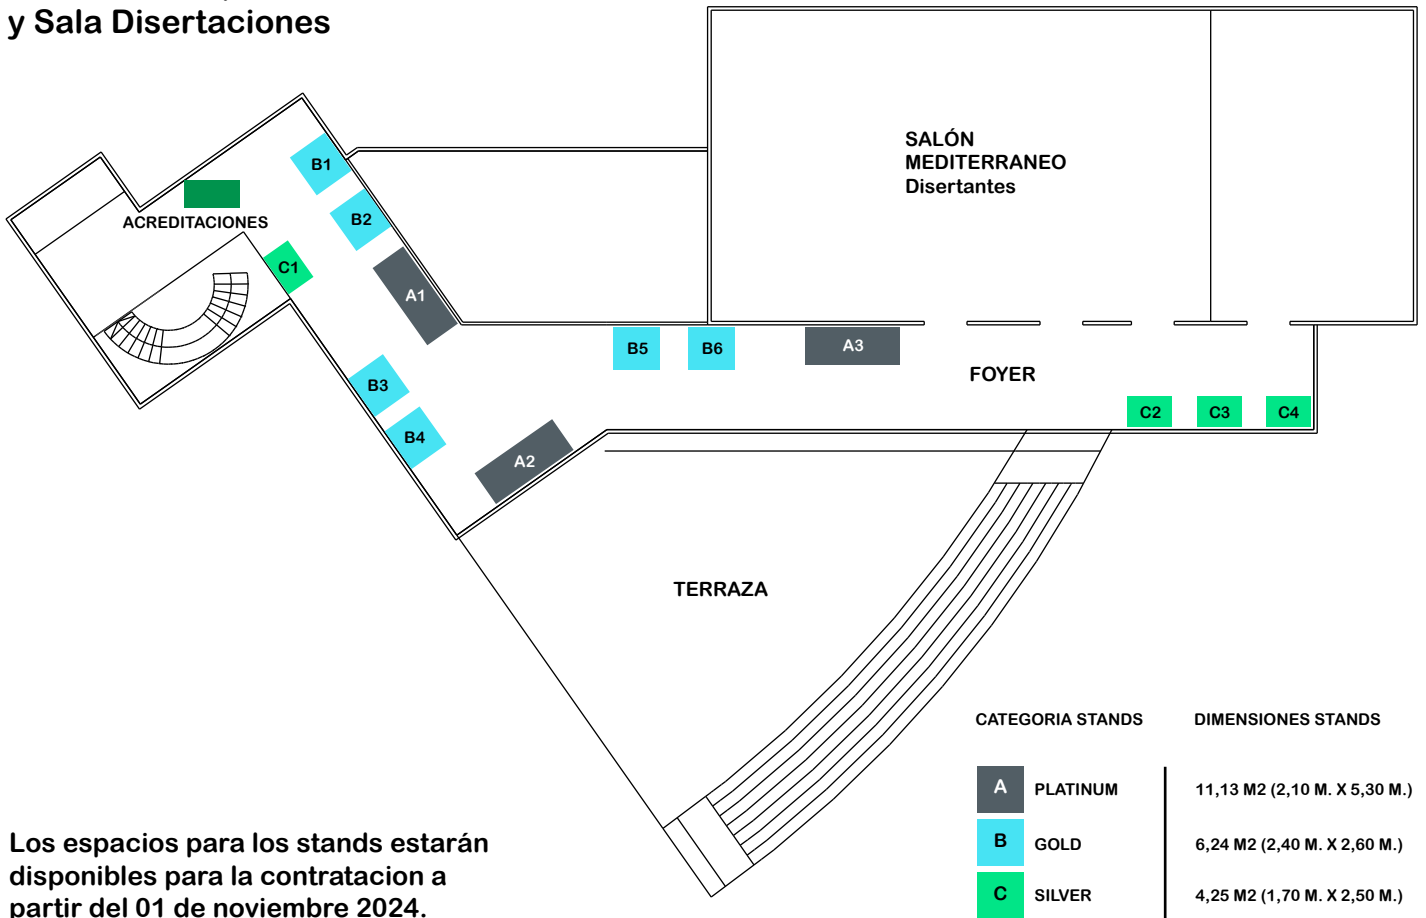 y Sala Disertaciones
SALÓN
MEDITERRANEO
Disertantes
B1
B2
ACREDITACIONES
C1
A1
B5
B6
A3
FOYER
B3
C2
C3
C4
B4
A2
TERRAZA
CATEGORIA STANDS
DIMENSIONES STANDS
A
PLATINUM
11,13 M2 (2,10 M. X 5,30 M.)
B
GOLD
6,24 M2 (2,40 M. X 2,60 M.)
C
SILVER
4,25 M2 (1,70 M. X 2,50 M.)
Los espacios para los stands estarán
disponibles para la contratacion a
partir del 01 de noviembre 2024.